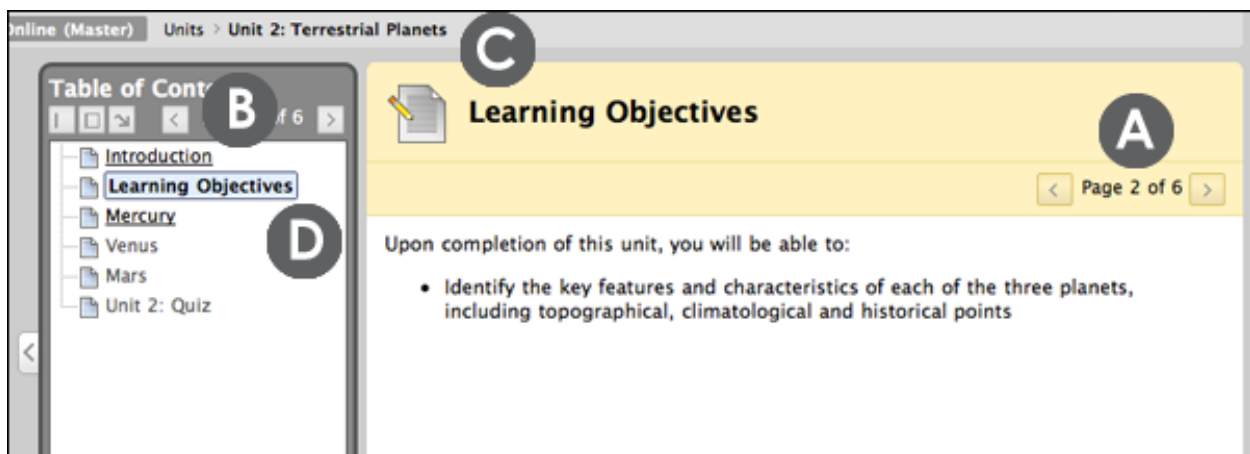 (Master) Units > Unit 2: Terrestrial Planets
C
Table of
B
of 6
Introduction
Learning Objectives
Mercury
D
Venus
Mars
Unit 2: Quiz
Learning Objectives
A
Page 2 of 6
Upon completion of this unit, you will be able to:
• Identify the key features and characteristics of each of the three planets,
including topographical, climatological and historical points